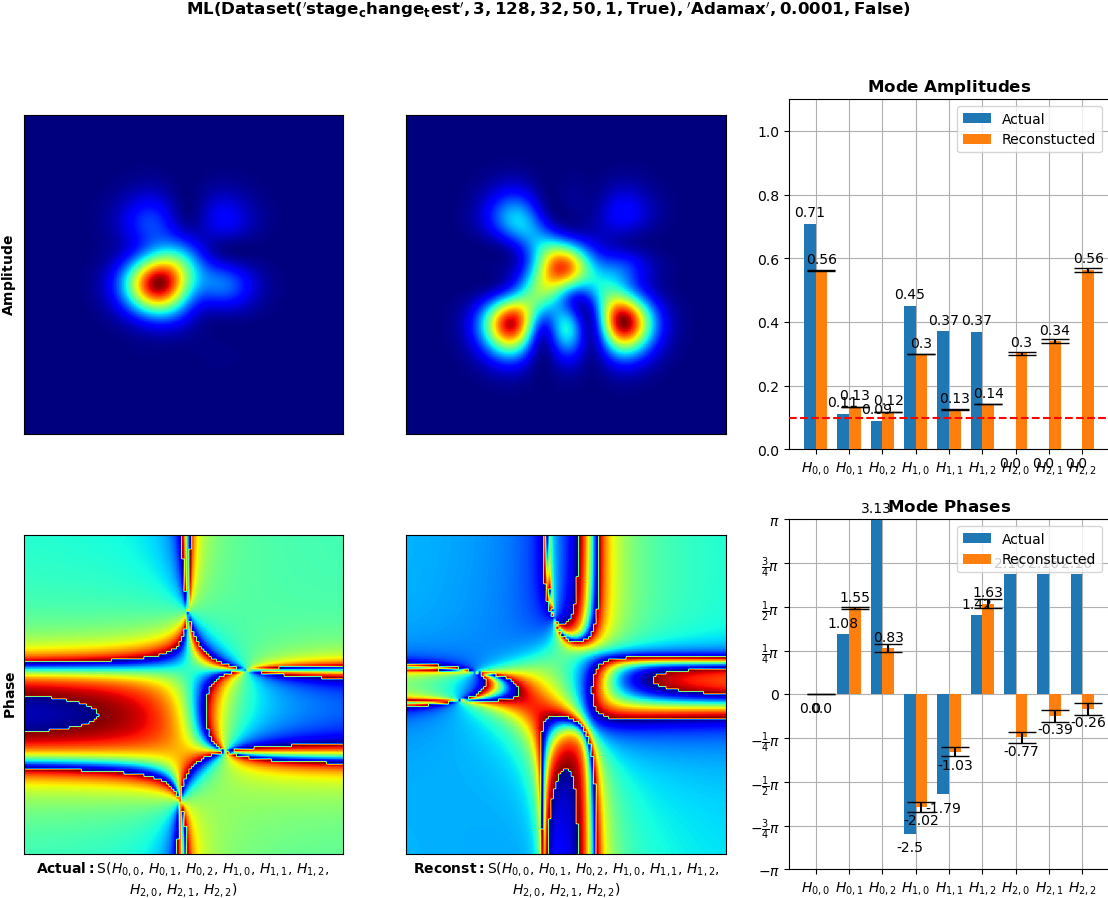 ML(Dataset('stage_change_test', 3, 128, 32, 50, 1, True), 'Adamax', 0.0001, False)
Amplitude
Mode Amplitudes
Actual
Reconstucted
1.0
0.8
0.6
0.4
0.2
0.0
0.71
0.56
0.11
0.13
0.09
0.12
0.45
0.3
0.37
0.13
0.37
0.14
0.0
0.3
0.0
0.34
0.0
0.56
H0,0 H0,1 H0,2 H1,0 H1,1 H1,2 H2,0 H2,1 H2,2
Phase
Actual: S(H0,0, H0,1, H0,2, H1,0, H1,1, H1,2,
H2,0, H2,1, H2,2)
Reconst: S(H0,0, H0,1, H0,2, H1,0, H1,1, H1,2,
H2,0, H2,1, H2,2)
Mode Phases
Actual
Reconstucted
π
3/4π
1/2π
1/4π
0
−1/4π
−1/2π
−3/4π
−π
0.0
0.0
1.08
1.55
3.13
0.83
-2.5
-2.02
-1.79
-1.03
1.63
-0.77
-0.39
-0.26
H0,0 H0,1 H0,2 H1,0 H1,1 H1,2 H2,0 H2,1 H2,2